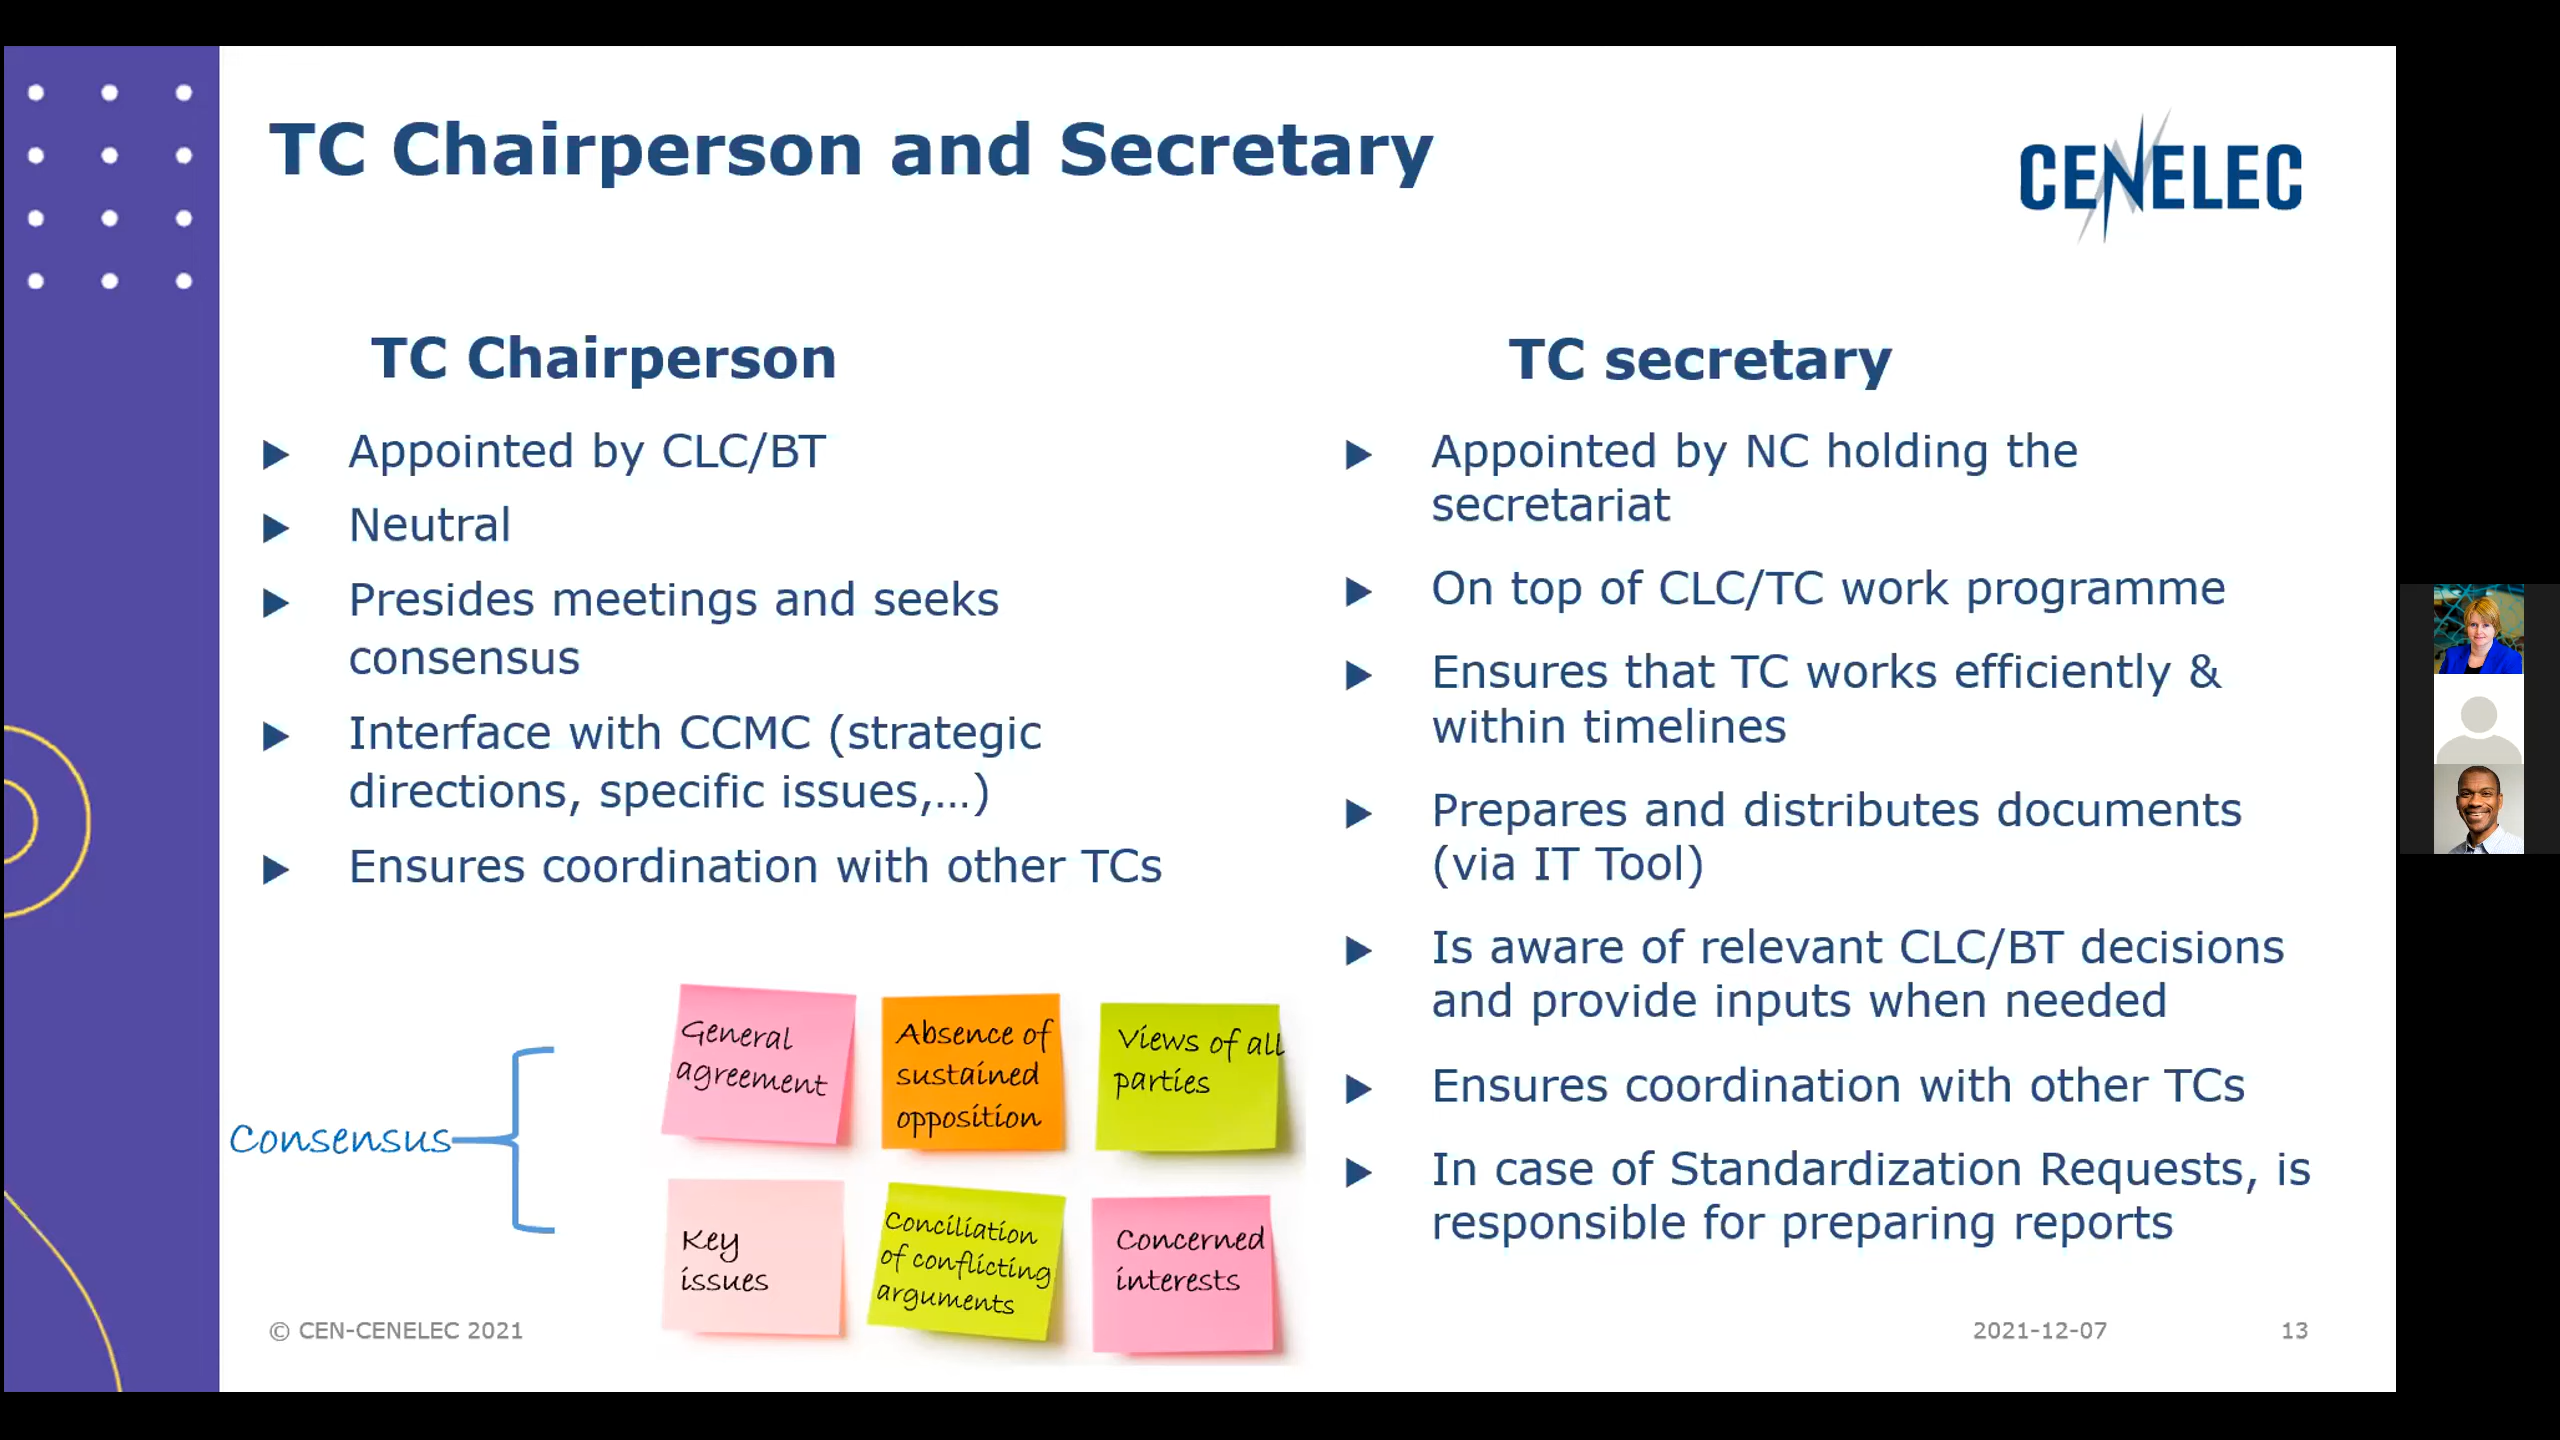 TC Chairperson and Secretary
CENELEC
TC Chairperson
Appointed by CLC/BT
Neutral
Presides meetings and seeks
consensus
Interface with CCMC (strategic
directions, specific issues,...)
Ensures coordination with other TCs
TC secretary
Appointed by NC holding the
secretariat
On top of CLC/TC work programme
Ensures that TC works efficiently &
within timelines
Prepares and distributes documents
(via IT Tool)
Is aware of relevant CLC/BT decisions
and provide inputs when needed
Ensures coordination with other TCs
In case of Standardization Requests, is
responsible for preparing reports
Consensus
General
agreement
Absence of
sustained
opposition
Views of all
parties
Key
issues
Conciliation
of conflicting
arguments
Concerned
interests
© CEN-CENELEC 2021
2021-12-07
13